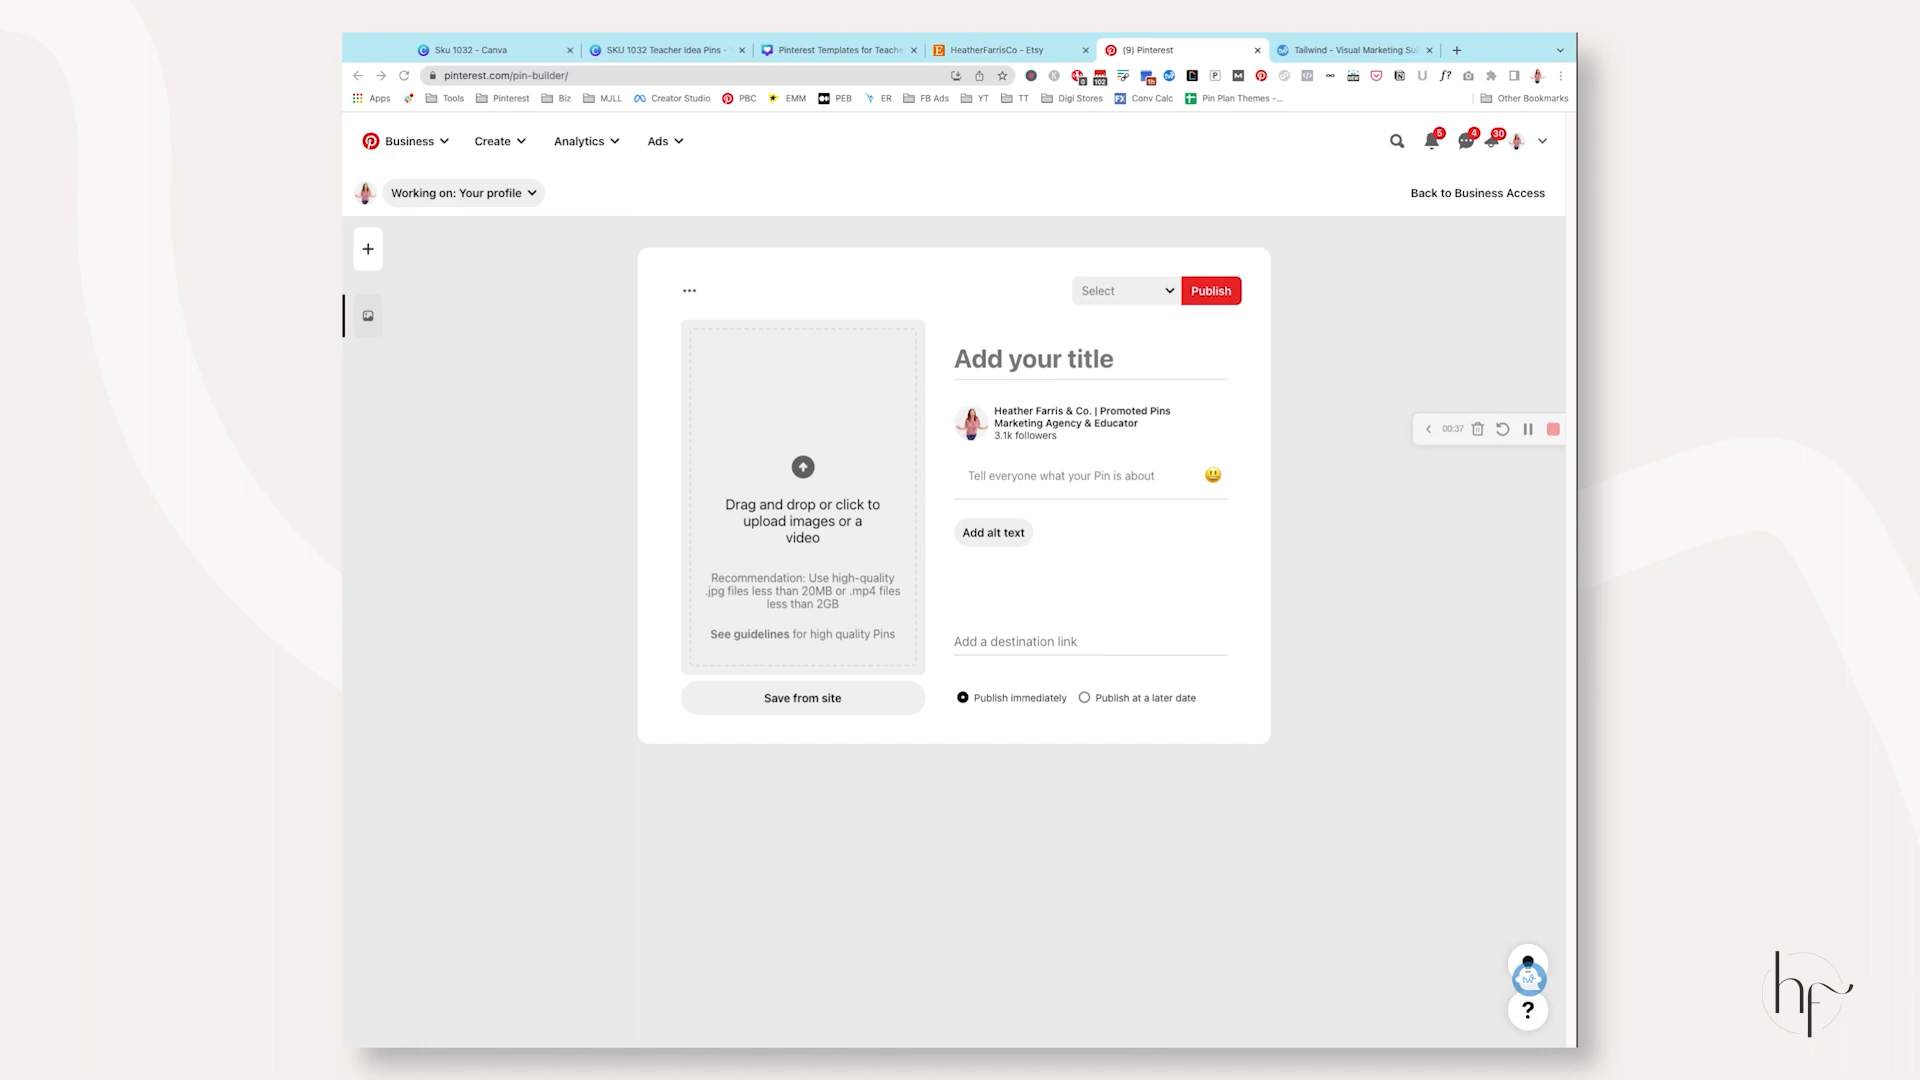 Sku 1032 - Canva
SKU 1032 Teacher Idea Pins -
Pinterest Templates for Teache
HeatherFarrisCo - Etsy
(9) Pinterest
Tailwind - Visual Marketing Sui
pinterest.com/pin-builder/
Apps
Tools
Pinterest
Biz
MJLL
Creator Studio
PBC
EMM
PEB
ER
FB Ads
YT
TT
Digi Stores
Conv Calc
Pin Plan Themes -...
Other Bookmarks
Business
Create
Analytics
Ads
5
4
30
Working on: Your profile
Back to Business Access
Select
Publish
Add your title
Heather Farris & Co. | Promoted Pins
Marketing Agency & Educator
3.1k followers
Tell everyone what your Pin is about
Add alt text
Drag and drop or click to
upload images or a
video
Recommendation: Use high-quality
.jpg files less than 20MB or .mp4 files
less than 2GB
See guidelines for high quality Pins
Save from site
Add a destination link
Publish immediately
Publish at a later date
00:37
?
hf